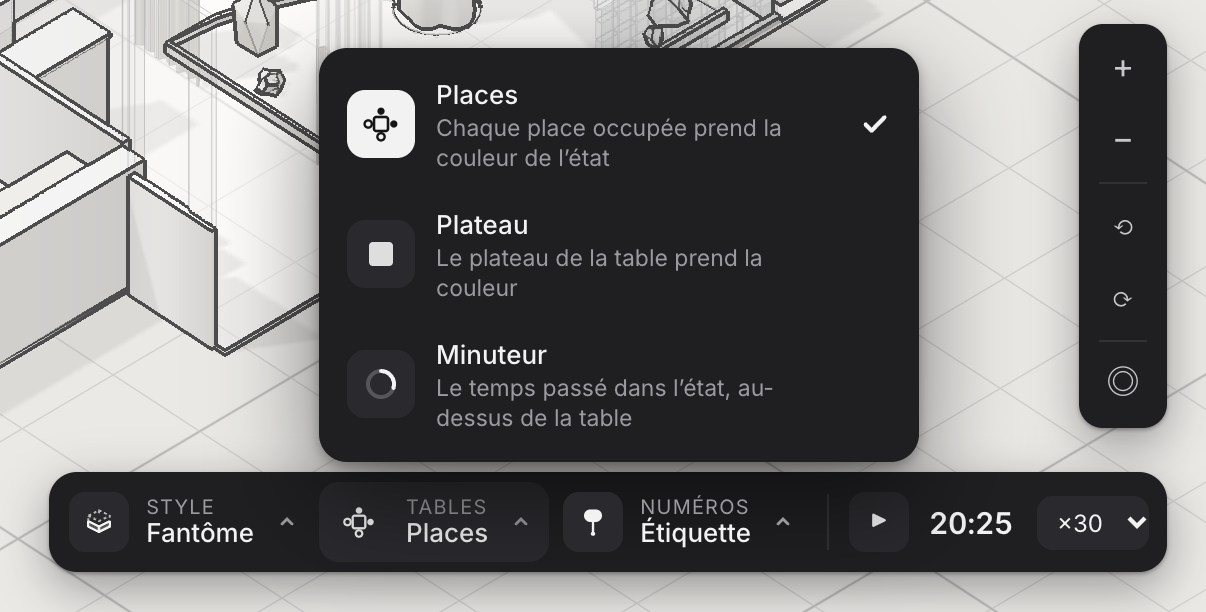 Places
Chaque place occupée prend la
couleur de l’état
Plateau
Le plateau de la table prend la
couleur
Minuteur
Le temps passé dans l’état, au-
dessus de la table
STYLE
Fantôme
TABLES
Places
NUMÉROS
Étiquette
20:25
×30